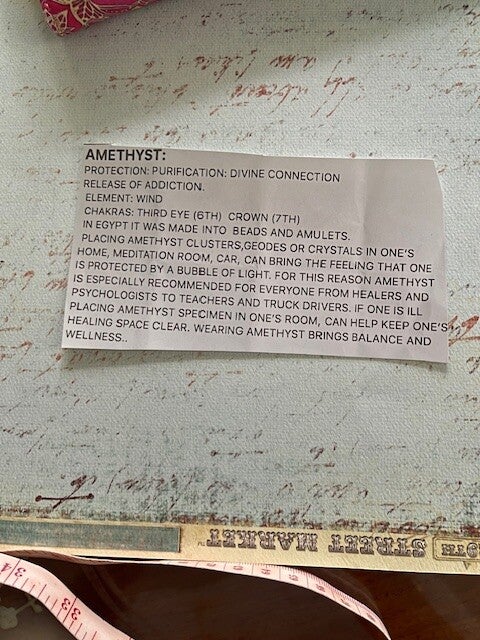 AMETHYST:
PROTECTION: PURIFICATION: DIVINE CONNECTION
RELEASE OF ADDICTION.
ELEMENT: WIND
CHAKRAS: THIRD EYE (6TH) CROWN (7TH)
IN EGYPT IT WAS MADE INTO BEADS AND AMULETS.
PLACING AMETHYST CLUSTERS,GEODES OR CRYSTALS IN ONE'S
HOME, MEDITATION ROOM, CAR, CAN BRING THE FEELING THAT ONE
IS PROTECTED BY A BUBBLE OF LIGHT. FOR THIS REASON AMETHYST
IS ESPECIALLY RECOMMENDED FOR EVERYONE FROM HEALERS AND
PSYCHOLOGISTS TO TEACHERS AND TRUCK DRIVERS. IF ONE IS ILL
PLACING AMETHYST SPECIMEN IN ONE'S ROOM, CAN HELP KEEP ONE'S
HEALING SPACE CLEAR. WEARING AMETHYST BRINGS BALANCE AND
WELLNESS..
STREET MARKET
34
33